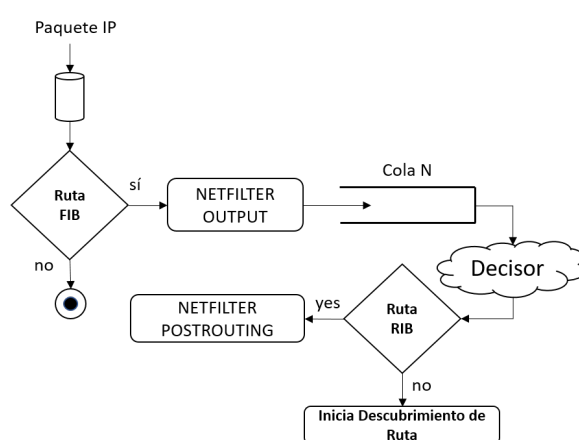 Paquete IP
Ruta
FIB
sí
no
NETFILTER
OUTPUT
Cola N
Decisor
Ruta
RIB
yes
NETFILTER
POSTROUTING
no
Inicia Descubrimiento de
Ruta